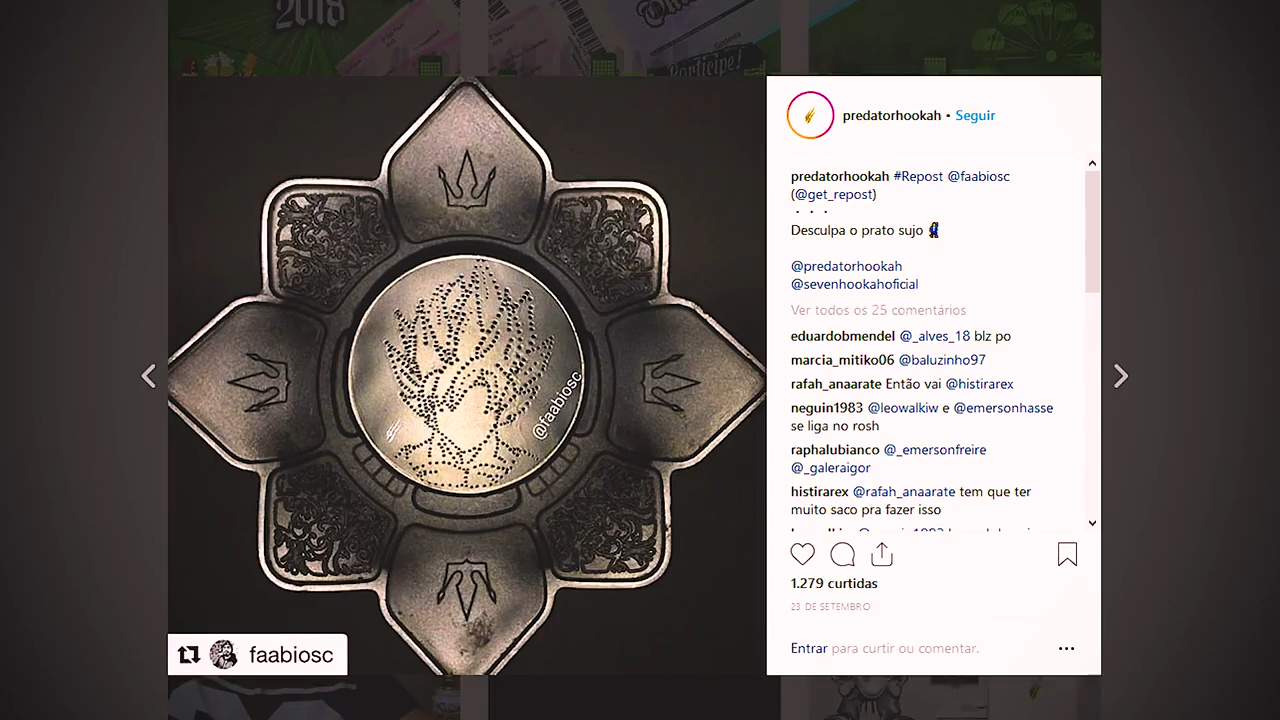 2018
Participe!
predatorhookah • Seguir
predatorhookah #Repost @faabiosc
(@get_repost)
. . .
Desculpa o prato sujo
@predatorhookah
@sevenhookahoficial
Ver todos os 25 comentários
eduardobmendel @_alves_18 blz po
marcia_mitiko06 @baluzinho97
rafah_anaarate Então vai @histirarex
neguin1983 @leowalkiw e @emersonhasse
se liga no rosh
raphalubianco @_emersonfreire
@_galeraigor
histirarex @rafah_anaarate tem que ter
muito saco pra fazer isso
@faabiosc
1.279 curtidas
23 DE SETEMBRO
Entrar para curtir ou comentar.
faabiosc